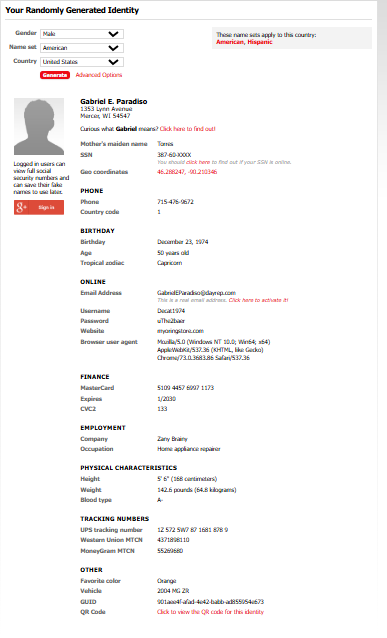 Your Randomly Generated Identity
Gender Male
Name set American
Country United States
Generate Advanced Options
These name sets apply to this country:
American, Hispanic
Logged in users can
view full social
security numbers and
can save their fake
names to use later.
g+ Sign in
Gabriel E. Paradiso
1353 Lynn Avenue
Mercer, WI 54547
Curious what Gabriel means? Click here to find out!
Mother's maiden name Torres
SSN 387-60-XXXX
You should click here to find out if your SSN is online.
Geo coordinates 46.288247, -90.210346
PHONE
Phone 715-476-9672
Country code 1
BIRTHDAY
Birthday December 23, 1974
Age 50 years old
Tropical zodiac Capricorn
ONLINE
Email Address GabrielEParadiso@dayrep.com
This is a real email address. Click here to activate it!
Username Decat1974
Password uThe2baer
Website myoringstore.com
Browser user agent Mozilla/5.0 (Windows NT 10.0; Win64; x64)
AppleWebKit/537.36 (KHTML, like Gecko)
Chrome/73.0.3683.86 Safari/537.36
FINANCE
MasterCard 5109 4457 6997 1173
Expires 1/2030
CVC2 133
EMPLOYMENT
Company Zany Brainy
Occupation Home appliance repairer
PHYSICAL CHARACTERISTICS
Height 5' 6" (168 centimeters)
Weight 142.6 pounds (64.8 kilograms)
Blood type A-
TRACKING NUMBERS
UPS tracking number 1Z 572 5W7 87 1681 878 9
Western Union MTCN 4371898110
MoneyGram MTCN 55269680
OTHER
Favorite color Orange
Vehicle 2004 MG ZR
GUID 901aee4f-afad-4e42-babb-ad855954e673
QR Code Click to view the QR code for this identity